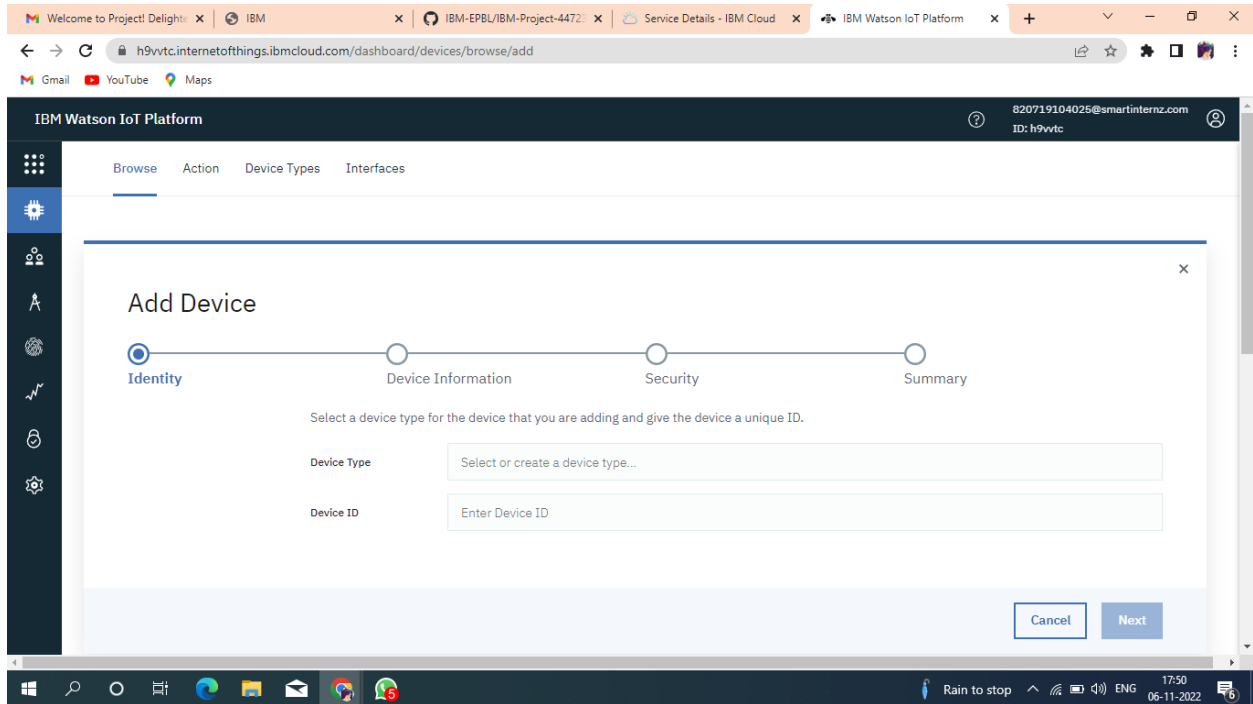 Welcome to Project! Delighte
IBM
IBM-EPBL/IBM-Project-44723
Service Details - IBM Cloud
IBM Watson IoT Platform
h9vvtc.internetofthings.ibmcloud.com/dashboard/devices/browse/add
Gmail YouTube Maps
IBM Watson IoT Platform
820719104025@smartinternz.com
ID: h9vvtc
Browse Action Device Types Interfaces
Add Device
Identity Device Information Security Summary
Select a device type for the device that you are adding and give the device a unique ID.
Device Type Select or create a device type...
Device ID Enter Device ID
Cancel Next
5
Rain to stop ENG 17:50
06-11-2022
6